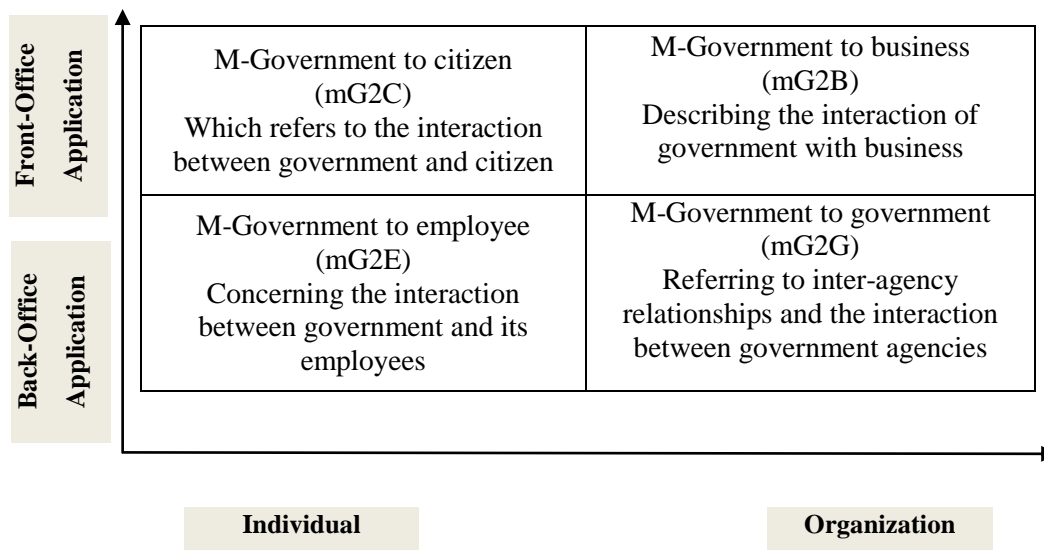 Front-Office
Application
M-Government to citizen
(mG2C)
Which refers to the interaction
between government and citizen
M-Government to business
(mG2B)
Describing the interaction of
government with business
Back-Office
Application
M-Government to employee
(mG2E)
Concerning the interaction
between government and its
employees
M-Government to government
(mG2G)
Referring to inter-agency
relationships and the interaction
between government agencies
Individual
Organization